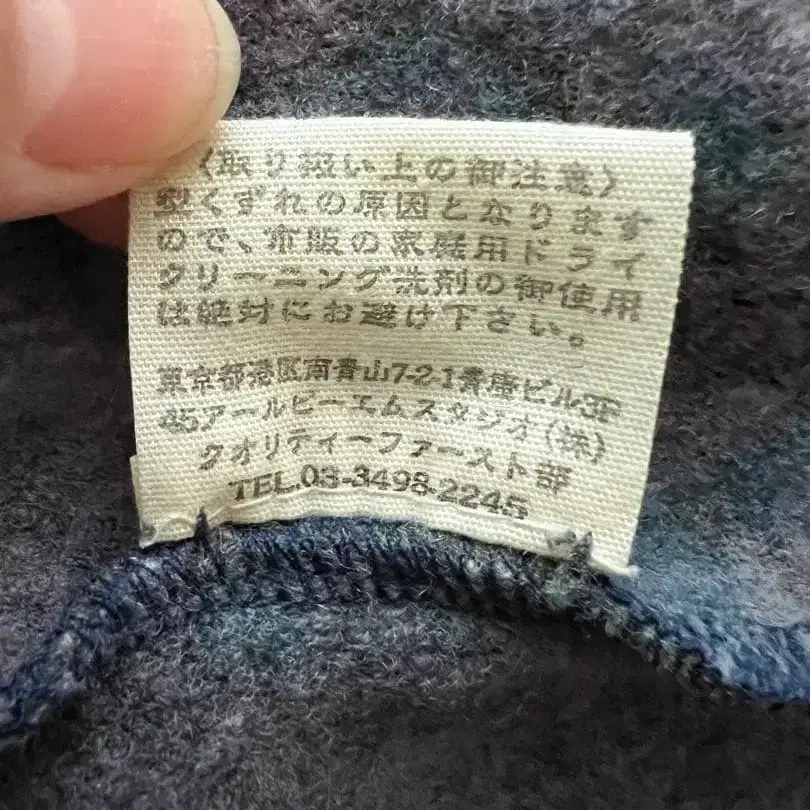 〈取り扱い上の御注意〉
型くずれの原因となります
ので、市販の家庭用ドライ
クリーニング洗剤の御使用
は絶対にお避け下さい。
東京都港区南青山7-2-1青庵ビル3F
45アールピーエムスタジオ(株)
クオリティーファースト部
TEL.03-3498-2245